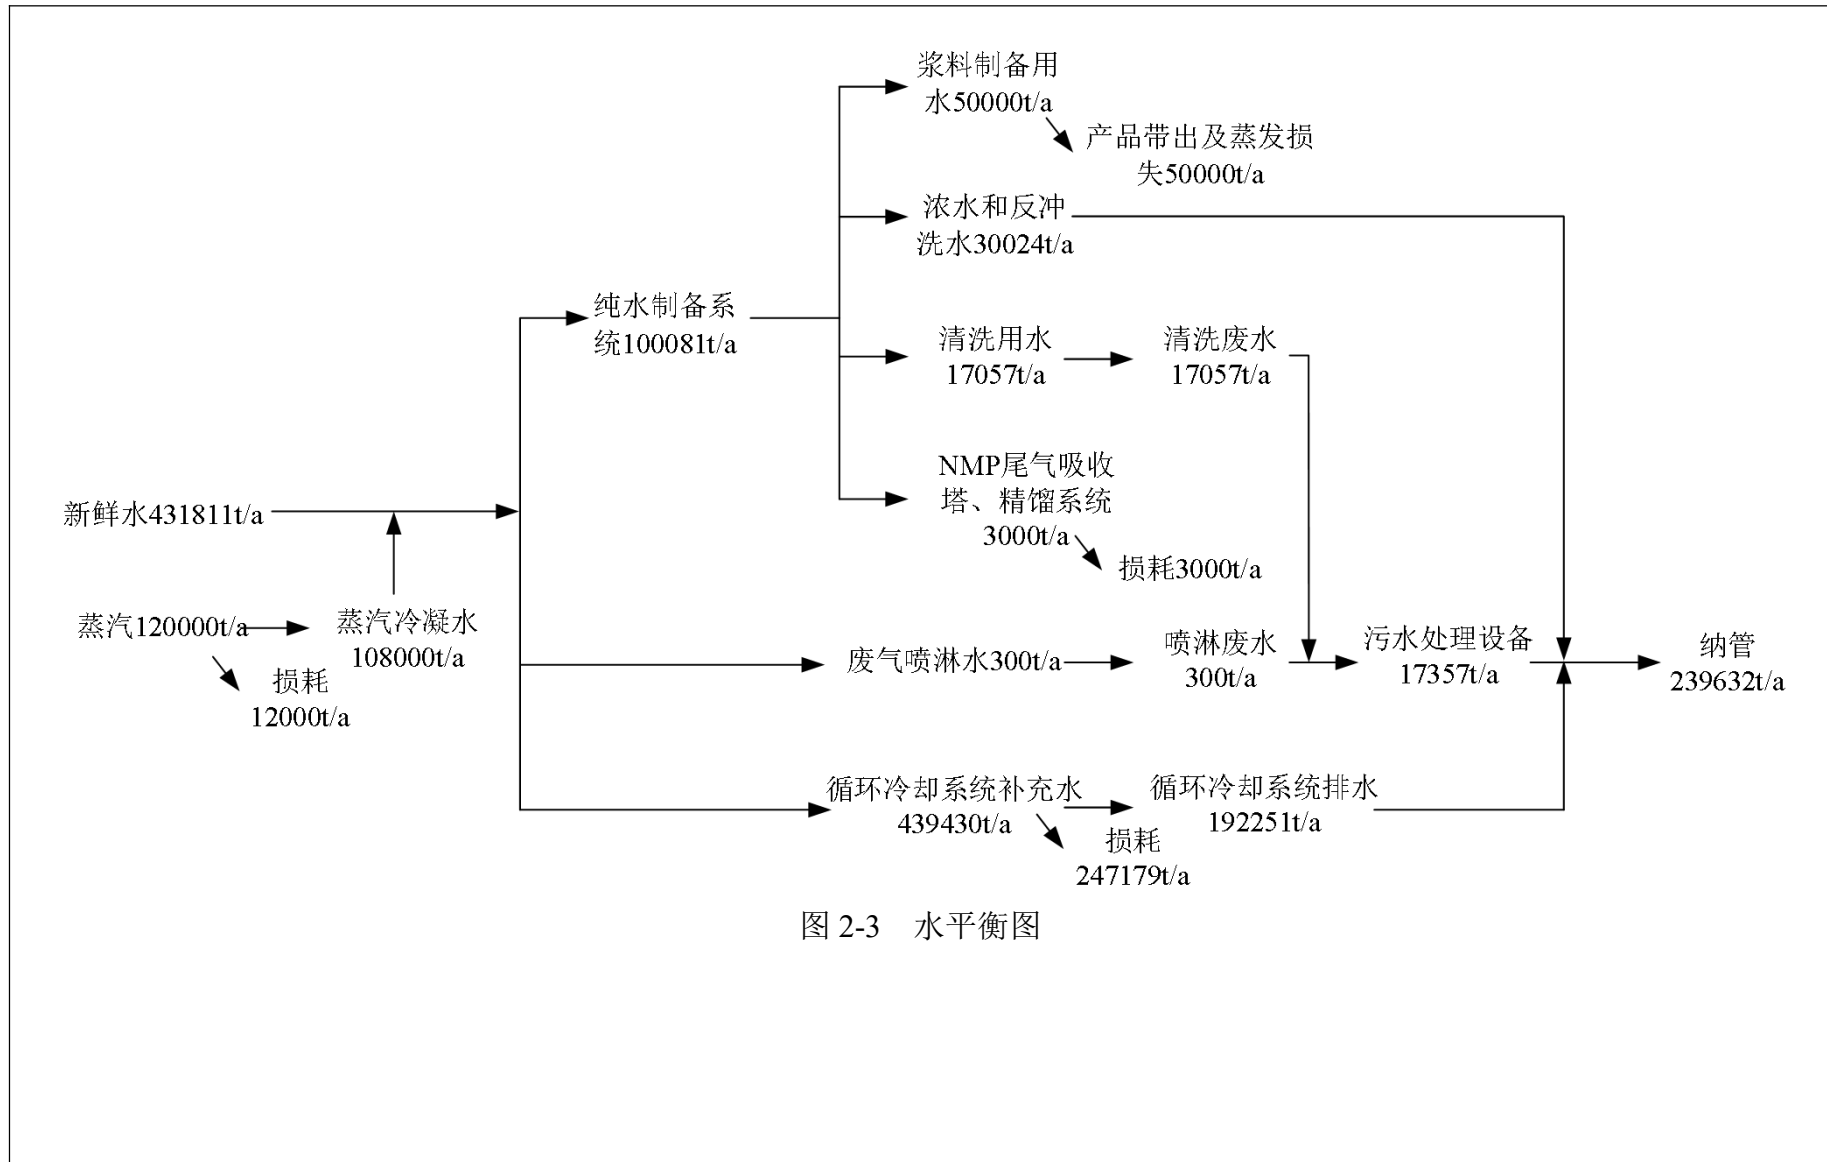 浆料制备用
水50000t/a
产品带出及蒸发损
失50000t/a
浓水和反冲
洗水30024t/a
纯水制备系
统100081t/a
清洗用水
17057t/a
清洗废水
17057t/a
NMP尾气吸收
塔、精馏系统
3000t/a
损耗3000t/a
新鲜水431811t/a
蒸汽120000t/a
蒸汽冷凝水
108000t/a
损耗
12000t/a
废气喷淋水300t/a
喷淋废水
300t/a
污水处理设备
17357t/a
纳管
239632t/a
循环冷却系统补充水
439430t/a
循环冷却系统排水
192251t/a
损耗
247179t/a
图 2-3 水平衡图